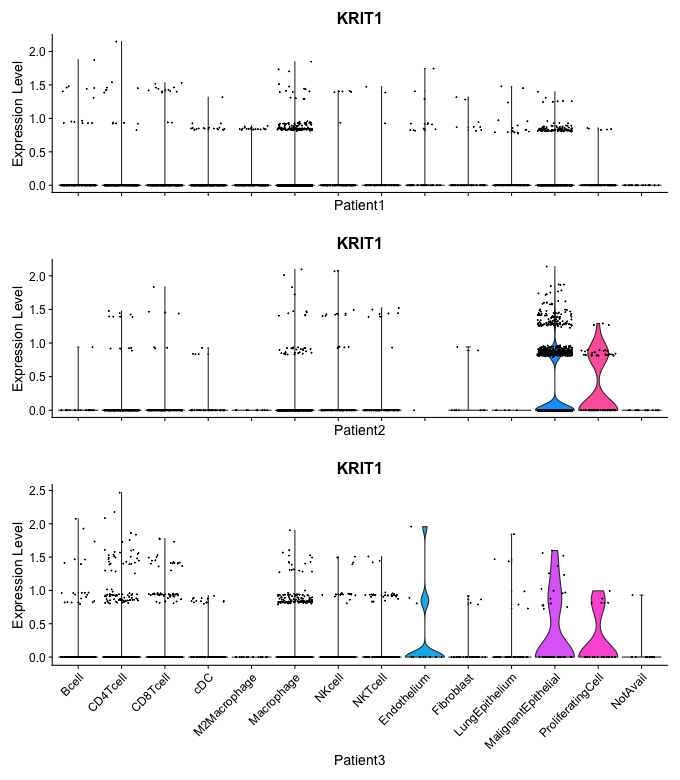 KRIT1
Expression Level
2.0
1.5
1.0
0.5
0.0
Patient1
KRIT1
Expression Level
2.0
1.5
1.0
0.5
0.0
Patient2
KRIT1
Expression Level
2.5
2.0
1.5
1.0
0.5
0.0
Bcell
CD4Tcell
CD8Tcell
cDC
M2Macrophage
Macrophage
NKcell
NKTcell
Endothelium
Fibroblast
LungEpithelium
MalignantEpithelial
ProliferatingCell
NotAvail
Patient3